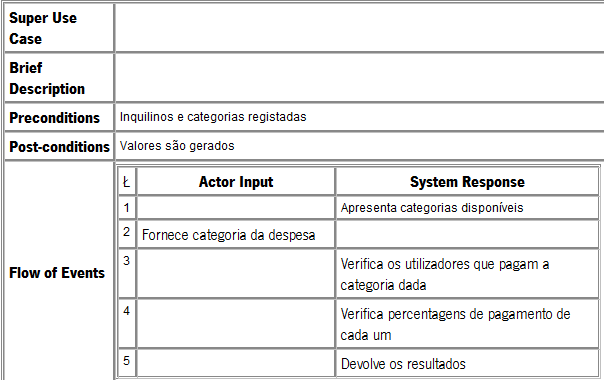 Super Use
Case
Brief
Description
Preconditions Inquilinos e categorias registadas
Post-conditions Valores são gerados
Flow of Events
Ł Actor Input System Response
1 Apresenta categorias disponíveis
2 Fornece categoria da despesa
3 Verifica os utilizadores que pagam a
categoria dada
4 Verifica percentagens de pagamento de
cada um
5 Devolve os resultados